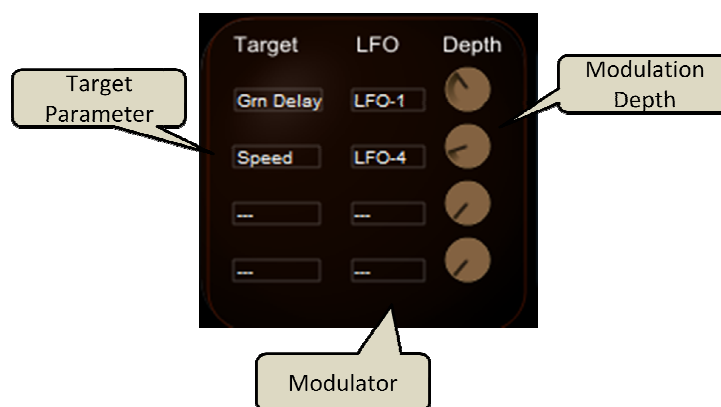 Target LFO Depth
Target
Parameter
Modulation
Depth
Grn Delay LFO-1
Speed LFO-4
--- ---
--- ---
Modulator